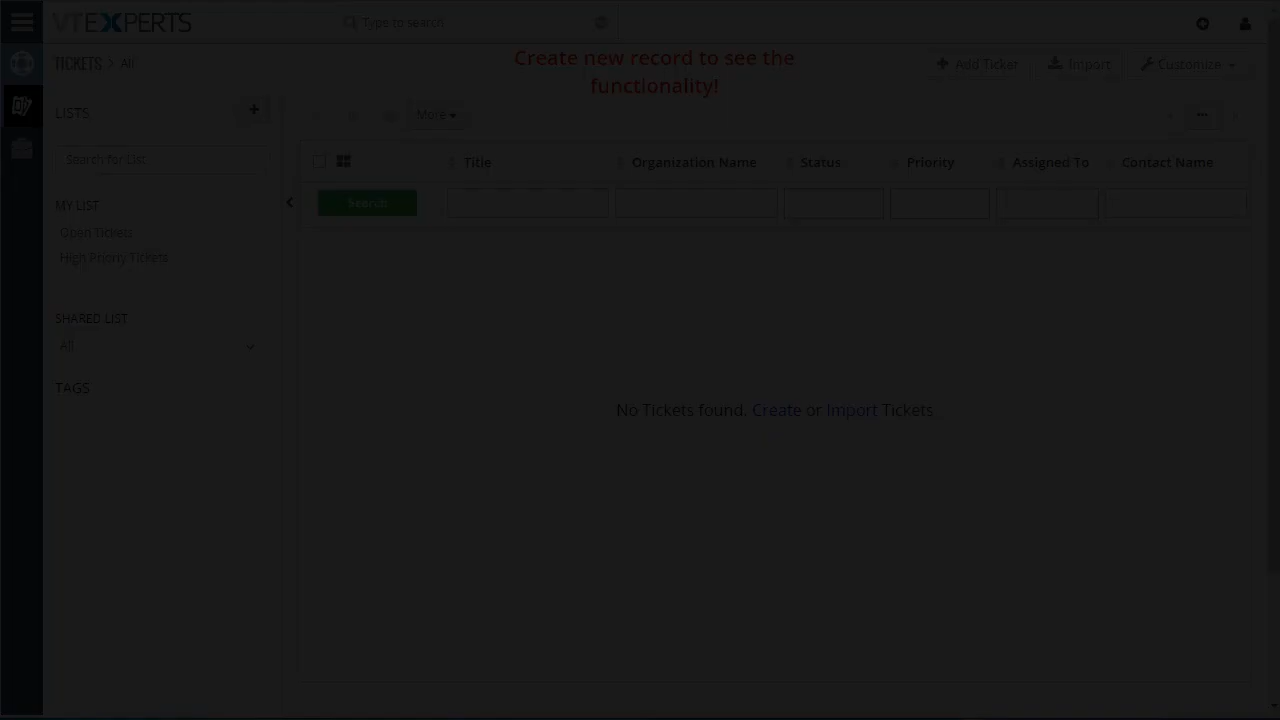 VTEXPERTS
Type to search
TICKETS > All
Create new record to see the
functionality!
Add Ticket
Import
Customize
LISTS
More
Search for List
Title
Organization Name
Status
Priority
Assigned To
Contact Name
Search
MY LIST
Open Tickets
High Priority Tickets
SHARED LIST
All
TAGS
No Tickets found. Create or Import Tickets